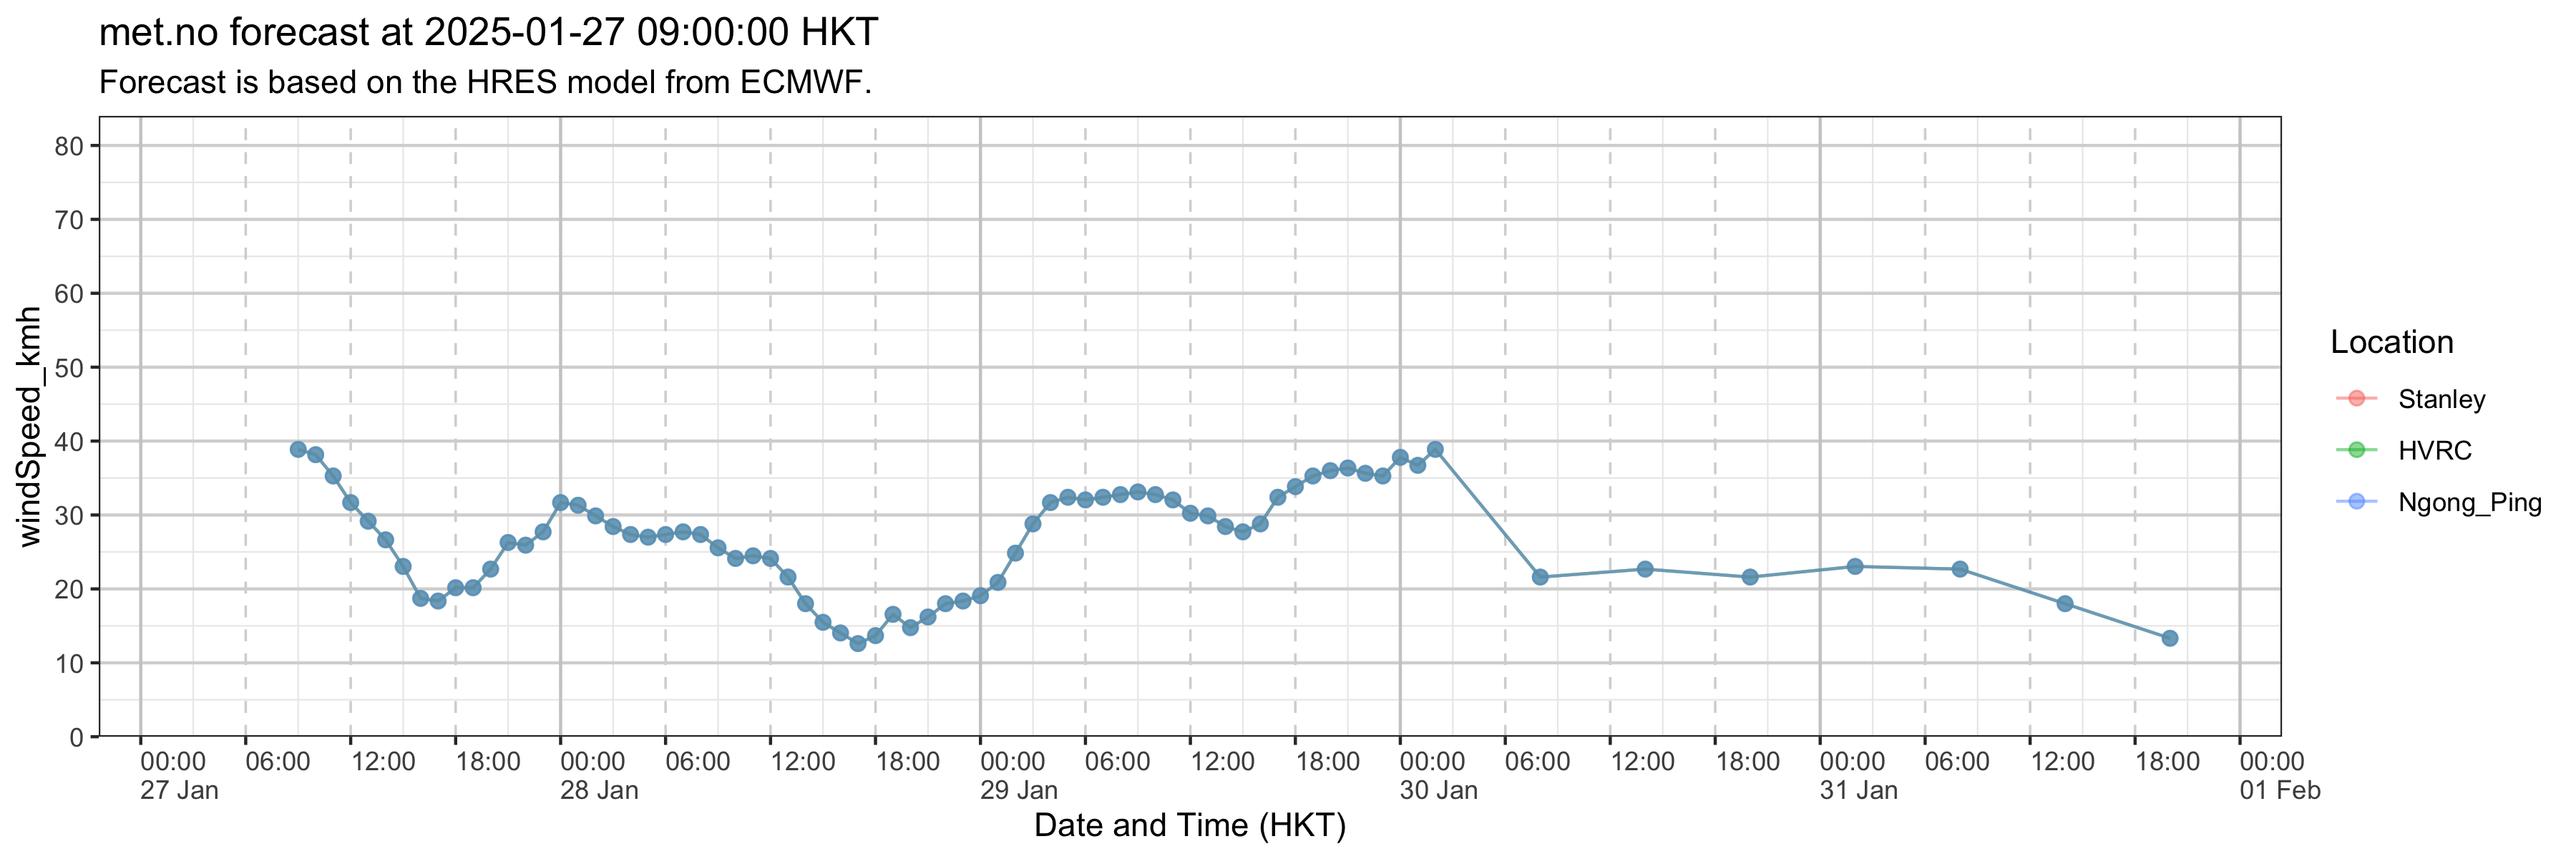 met.no forecast at 2025-01-27 09:00:00 HKT
Forecast is based on the HRES model from ECMWF.
windSpeed_kmh
80
70
60
50
40
30
20
10
0
00:00 06:00 12:00 18:00 00:00 06:00 12:00 18:00 00:00 06:00 12:00 18:00 00:00 06:00 12:00 18:00 00:00 06:00 12:00 18:00 00:00
27 Jan 28 Jan 29 Jan 30 Jan 31 Jan 01 Feb
Date and Time (HKT)
Location
Stanley
HVRC
Ngong_Ping